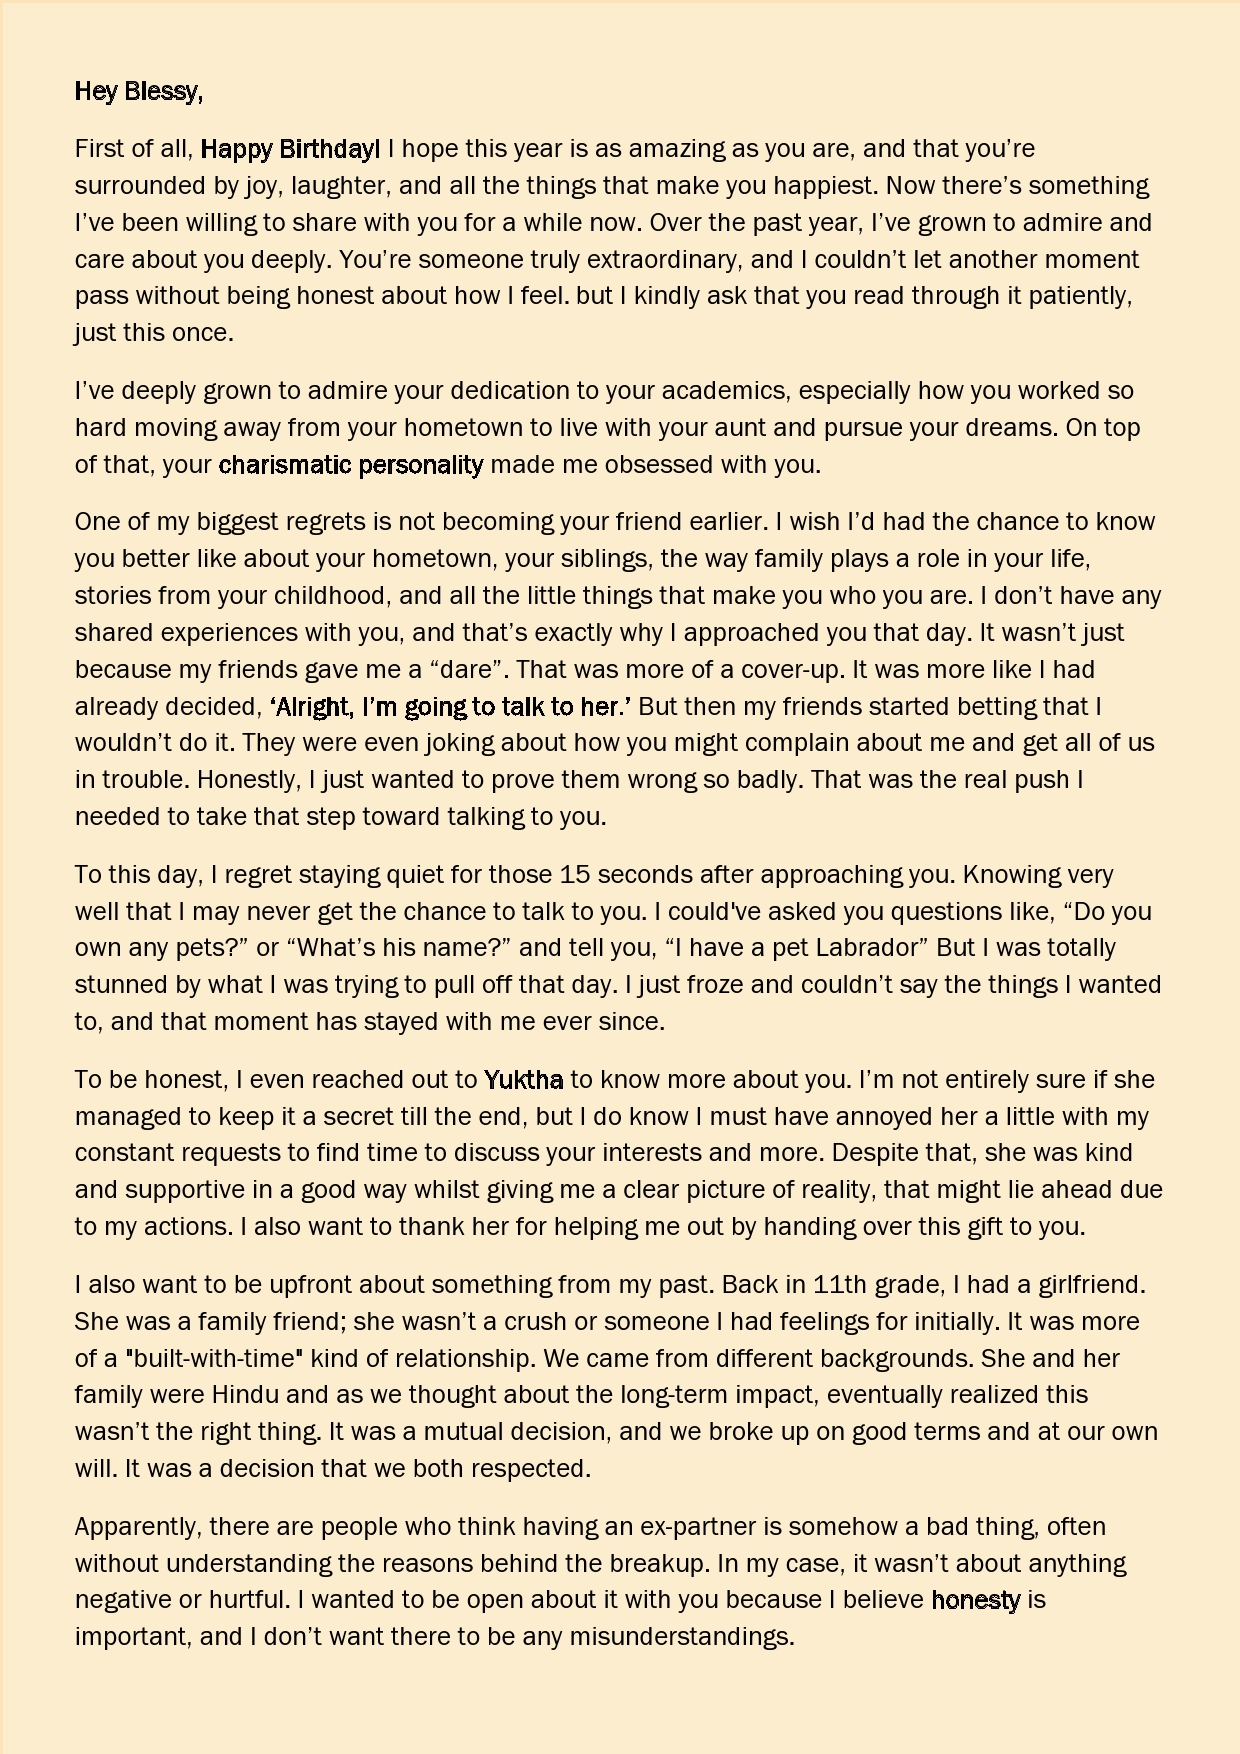 Hey Blessy,
First of all, Happy Birthday! I hope this year is as amazing as you are, and that you’re
surrounded by joy, laughter, and all the things that make you happiest. Now there’s something
I’ve been willing to share with you for a while now. Over the past year, I’ve grown to admire and
care about you deeply. You’re someone truly extraordinary, and I couldn’t let another moment
pass without being honest about how I feel. but I kindly ask that you read through it patiently,
just this once.
I’ve deeply grown to admire your dedication to your academics, especially how you worked so
hard moving away from your hometown to live with your aunt and pursue your dreams. On top
of that, your charismatic personality made me obsessed with you.
One of my biggest regrets is not becoming your friend earlier. I wish I’d had the chance to know
you better like about your hometown, your siblings, the way family plays a role in your life,
stories from your childhood, and all the little things that make you who you are. I don’t have any
shared experiences with you, and that’s exactly why I approached you that day. It wasn’t just
because my friends gave me a “dare”. That was more of a cover-up. It was more like I had
already decided, ‘Alright, I’m going to talk to her.’ But then my friends started betting that I
wouldn’t do it. They were even joking about how you might complain about me and get all of us
in trouble. Honestly, I just wanted to prove them wrong so badly. That was the real push I
needed to take that step toward talking to you.
To this day, I regret staying quiet for those 15 seconds after approaching you. Knowing very
well that I may never get the chance to talk to you. I could've asked you questions like, “Do you
own any pets?” or “What’s his name?” and tell you, “I have a pet Labrador” But I was totally
stunned by what I was trying to pull off that day. I just froze and couldn’t say the things I wanted
to, and that moment has stayed with me ever since.
To be honest, I even reached out to Yuktha to know more about you. I’m not entirely sure if she
managed to keep it a secret till the end, but I do know I must have annoyed her a little with my
constant requests to find time to discuss your interests and more. Despite that, she was kind
and supportive in a good way whilst giving me a clear picture of reality, that might lie ahead due
to my actions. I also want to thank her for helping me out by handing over this gift to you.
I also want to be upfront about something from my past. Back in 11th grade, I had a girlfriend.
She was a family friend; she wasn’t a crush or someone I had feelings for initially. It was more
of a "built-with-time" kind of relationship. We came from different backgrounds. She and her
family were Hindu and as we thought about the long-term impact, eventually realized this
wasn’t the right thing. It was a mutual decision, and we broke up on good terms and at our own
will. It was a decision that we both respected.
Apparently, there are people who think having an ex-partner is somehow a bad thing, often
without understanding the reasons behind the breakup. In my case, it wasn’t about anything
negative or hurtful. I wanted to be open about it with you because I believe honesty is
important, and I don’t want there to be any misunderstandings.